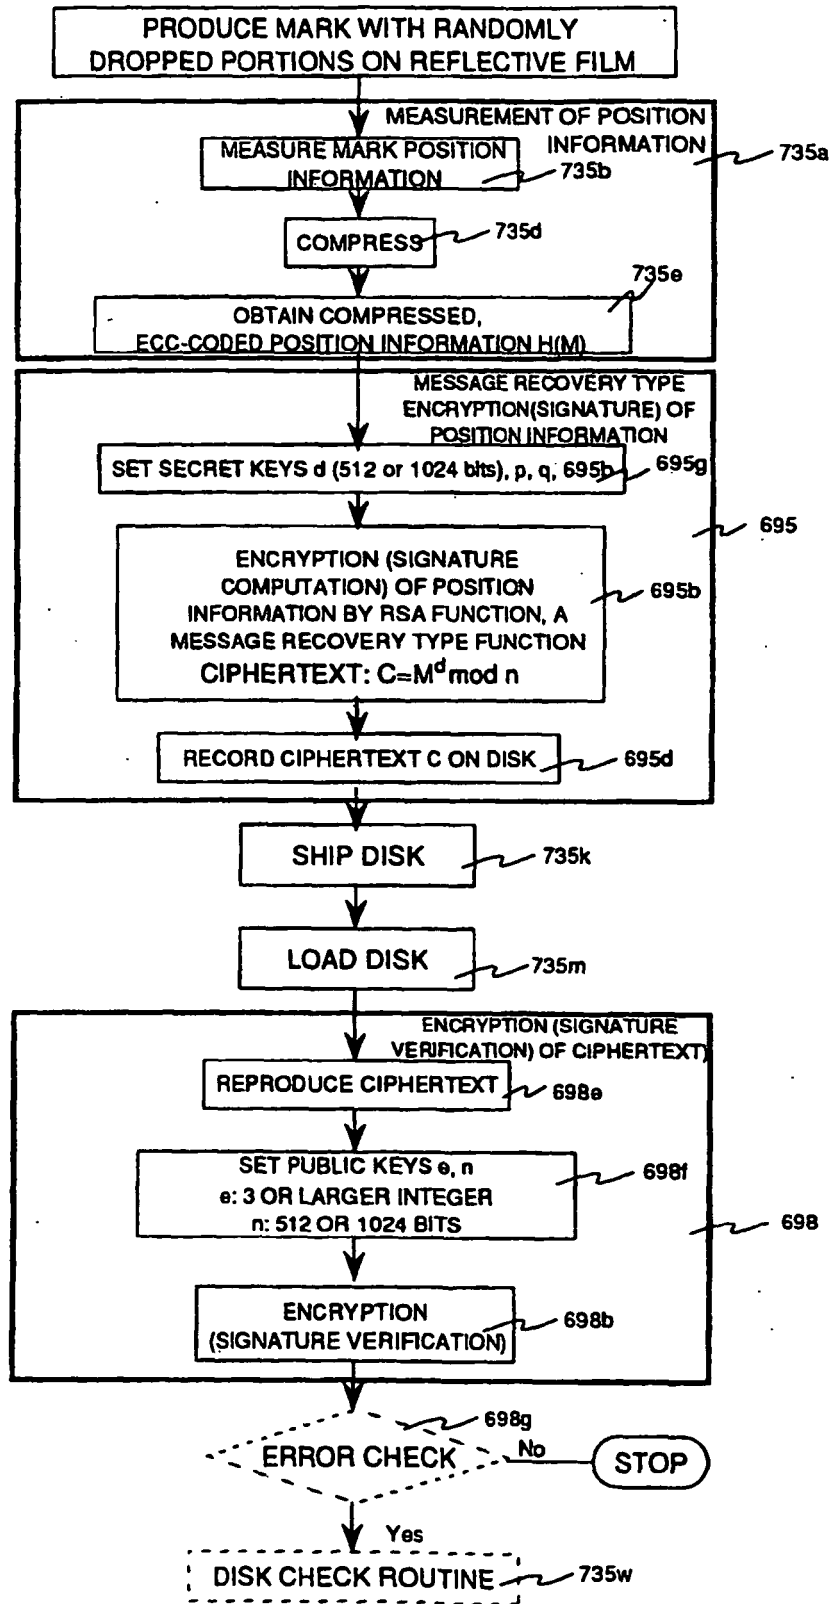 PRODUCE MARK WITH RANDOMLY
DROPPED PORTIONS ON REFLECTIVE FILM
MEASUREMENT OF POSITION
INFORMATION
735a
MEASURE MARK POSITION
INFORMATION
735b
COMPRESS
735d
735e
OBTAIN COMPRESSED,
ECC-CODED POSITION INFORMATION H(M)
MESSAGE RECOVERY TYPE
ENCRYPTION(SIGNATURE) OF
POSITION INFORMATION
SET SECRET KEYS d (512 or 1024 bits), p, q, 695b
695g
695
ENCRYPTION (SIGNATURE
COMPUTATION) OF POSITION
INFORMATION BY RSA FUNCTION, A
MESSAGE RECOVERY TYPE FUNCTION
CIPHERTEXT: C=M^d mod n
695b
RECORD CIPHERTEXT C ON DISK
695d
SHIP DISK
735k
LOAD DISK
735m
ENCRYPTION (SIGNATURE
VERIFICATION) OF CIPHERTEXT)
REPRODUCE CIPHERTEXT
698e
SET PUBLIC KEYS e, n
e: 3 OR LARGER INTEGER
n: 512 OR 1024 BITS
698f
698
ENCRYPTION
(SIGNATURE VERIFICATION)
698b
698g
ERROR CHECK
No
STOP
Yes
DISK CHECK ROUTINE
735w